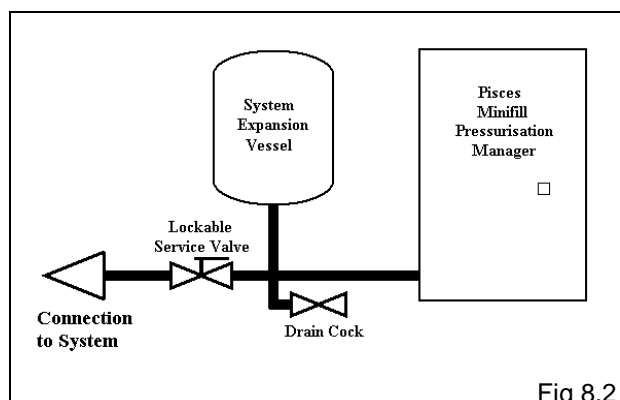 System
Expansion
Vessel
Pisces
Minifill
Pressurisation
Manager
Lockable
Service Valve
Connection
to System
Drain Cock
Fig 8.2